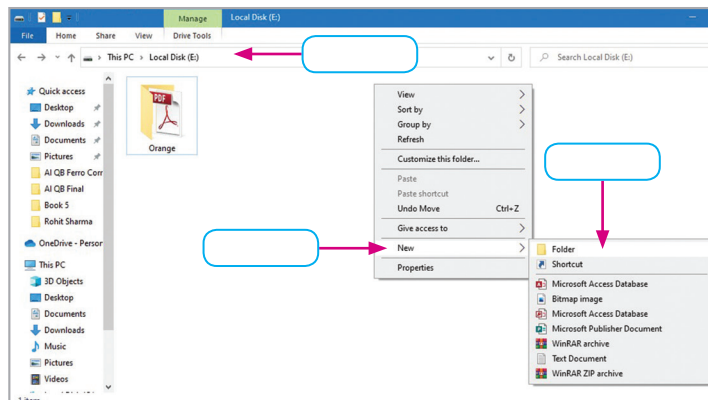 Manage
Local Disk (E:)
File Home Share View Drive Tools
This PC > Local Disk (E:)
Search Local Disk (E:)
Quick access
Desktop
Downloads
Documents
Pictures
AI QB Ferro Corr
AI QB Final
Book 5
Rohit Sharma
OneDrive - Person
This PC
3D Objects
Desktop
Documents
Downloads
Music
Pictures
Videos
PDF
Orange
View
Sort by
Group by
Refresh
Customize this folder...
Paste
Paste shortcut
Undo Move Ctrl+Z
Give access to
New
Properties
Folder
Shortcut
Microsoft Access Database
Bitmap image
Microsoft Access Database
Microsoft Publisher Document
WinRAR archive
Text Document
WinRAR ZIP archive